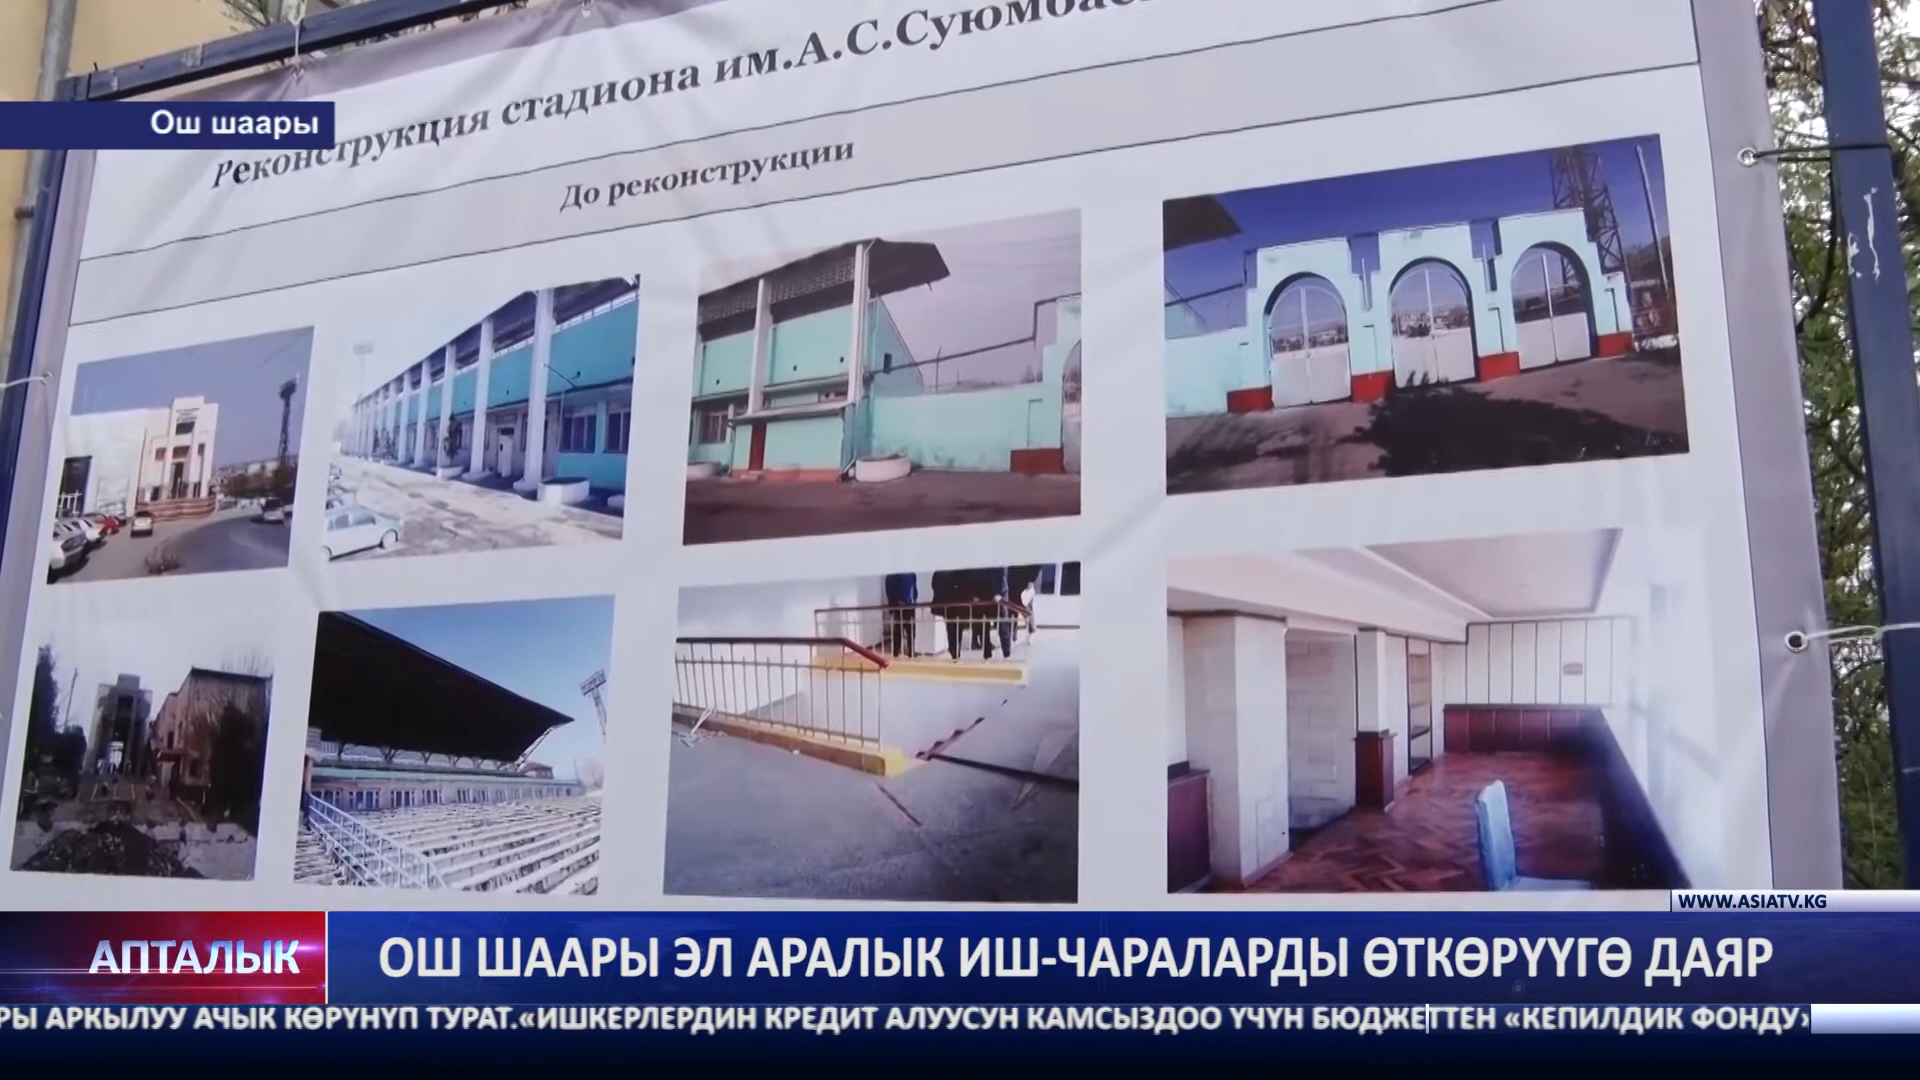 Реконструкция стадиона им.А.С.Суюмба
Ош шаары
До реконструкции
WWW.ASIATV.KG
АПТАЛЫК
ОШ ШААРЫ ЭЛ АРАЛЫК ИШ-ЧАРАЛАРДЫ ӨТКӨРҮҮГӨ ДАЯР
РЫ АРКЫЛУУ АЧЫК КӨРҮНҮП ТУРАТ.«ИШКЕРЛЕРДИН КРЕДИТ АЛУУСУН КАМСЫЗДОО ҮЧҮН БЮДЖЕТТЕН «КЕПИЛДИК ФОНДУ»